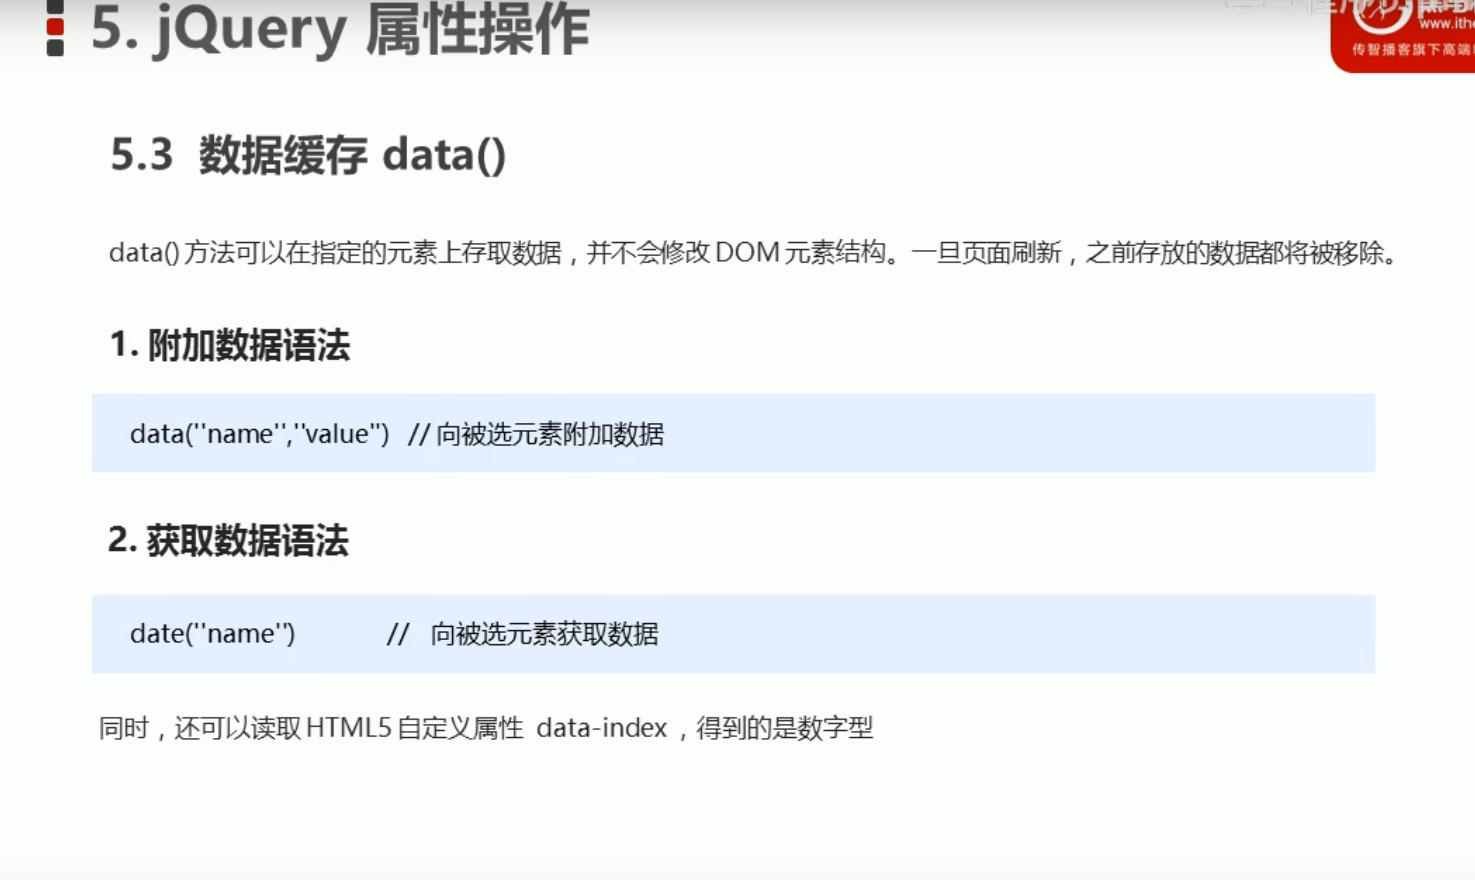 5. jQuery 属性操作
www.ithe
传智播客旗下高端
5.3 数据缓存 data()
data() 方法可以在指定的元素上存取数据，并不会修改 DOM 元素结构。一旦页面刷新，之前存放的数据都将被移除。
1. 附加数据语法
data(''name'',''value'') // 向被选元素附加数据
2. 获取数据语法
date(''name'') // 向被选元素获取数据
同时，还可以读取 HTML5 自定义属性 data-index ，得到的是数字型